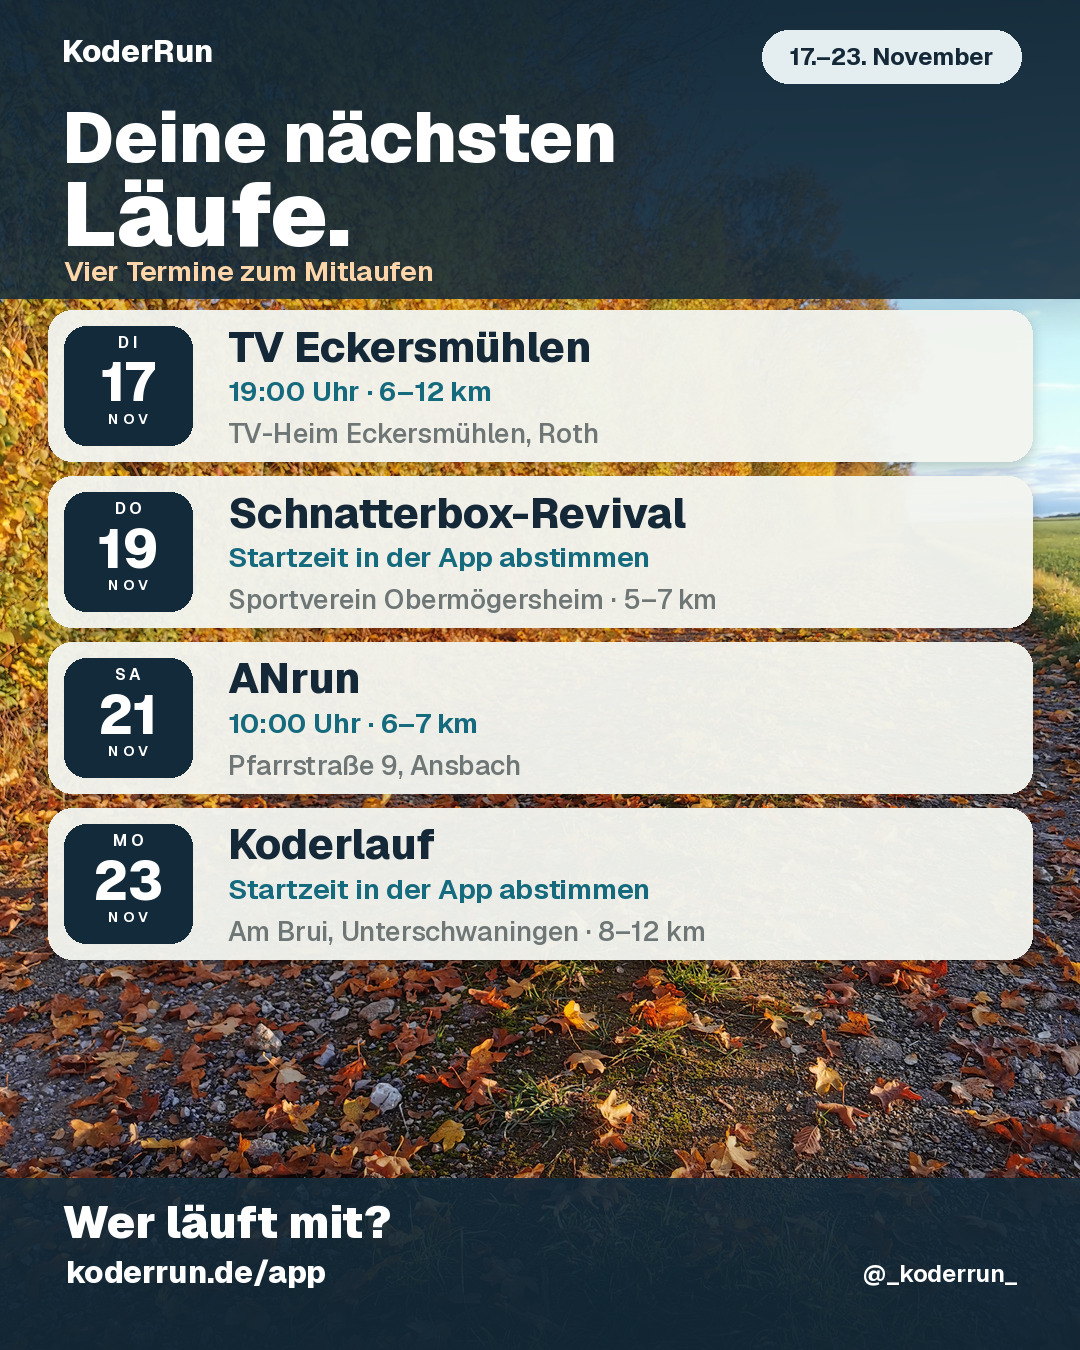 KoderRun
17.–23. November
Deine nächsten
Läufe.
Vier Termine zum Mitlaufen
DI
17
NOV
TV Eckersmühlen
19:00 Uhr · 6–12 km
TV-Heim Eckersmühlen, Roth
DO
19
NOV
Schnatterbox-Revival
Startzeit in der App abstimmen
Sportverein Obermögersheim · 5–7 km
SA
21
NOV
ANrun
10:00 Uhr · 6–7 km
Pfarrstraße 9, Ansbach
MO
23
NOV
Koderlauf
Startzeit in der App abstimmen
Am Brui, Unterschwaningen · 8–12 km
Wer läuft mit?
koderrun.de/app
@_koderrun_